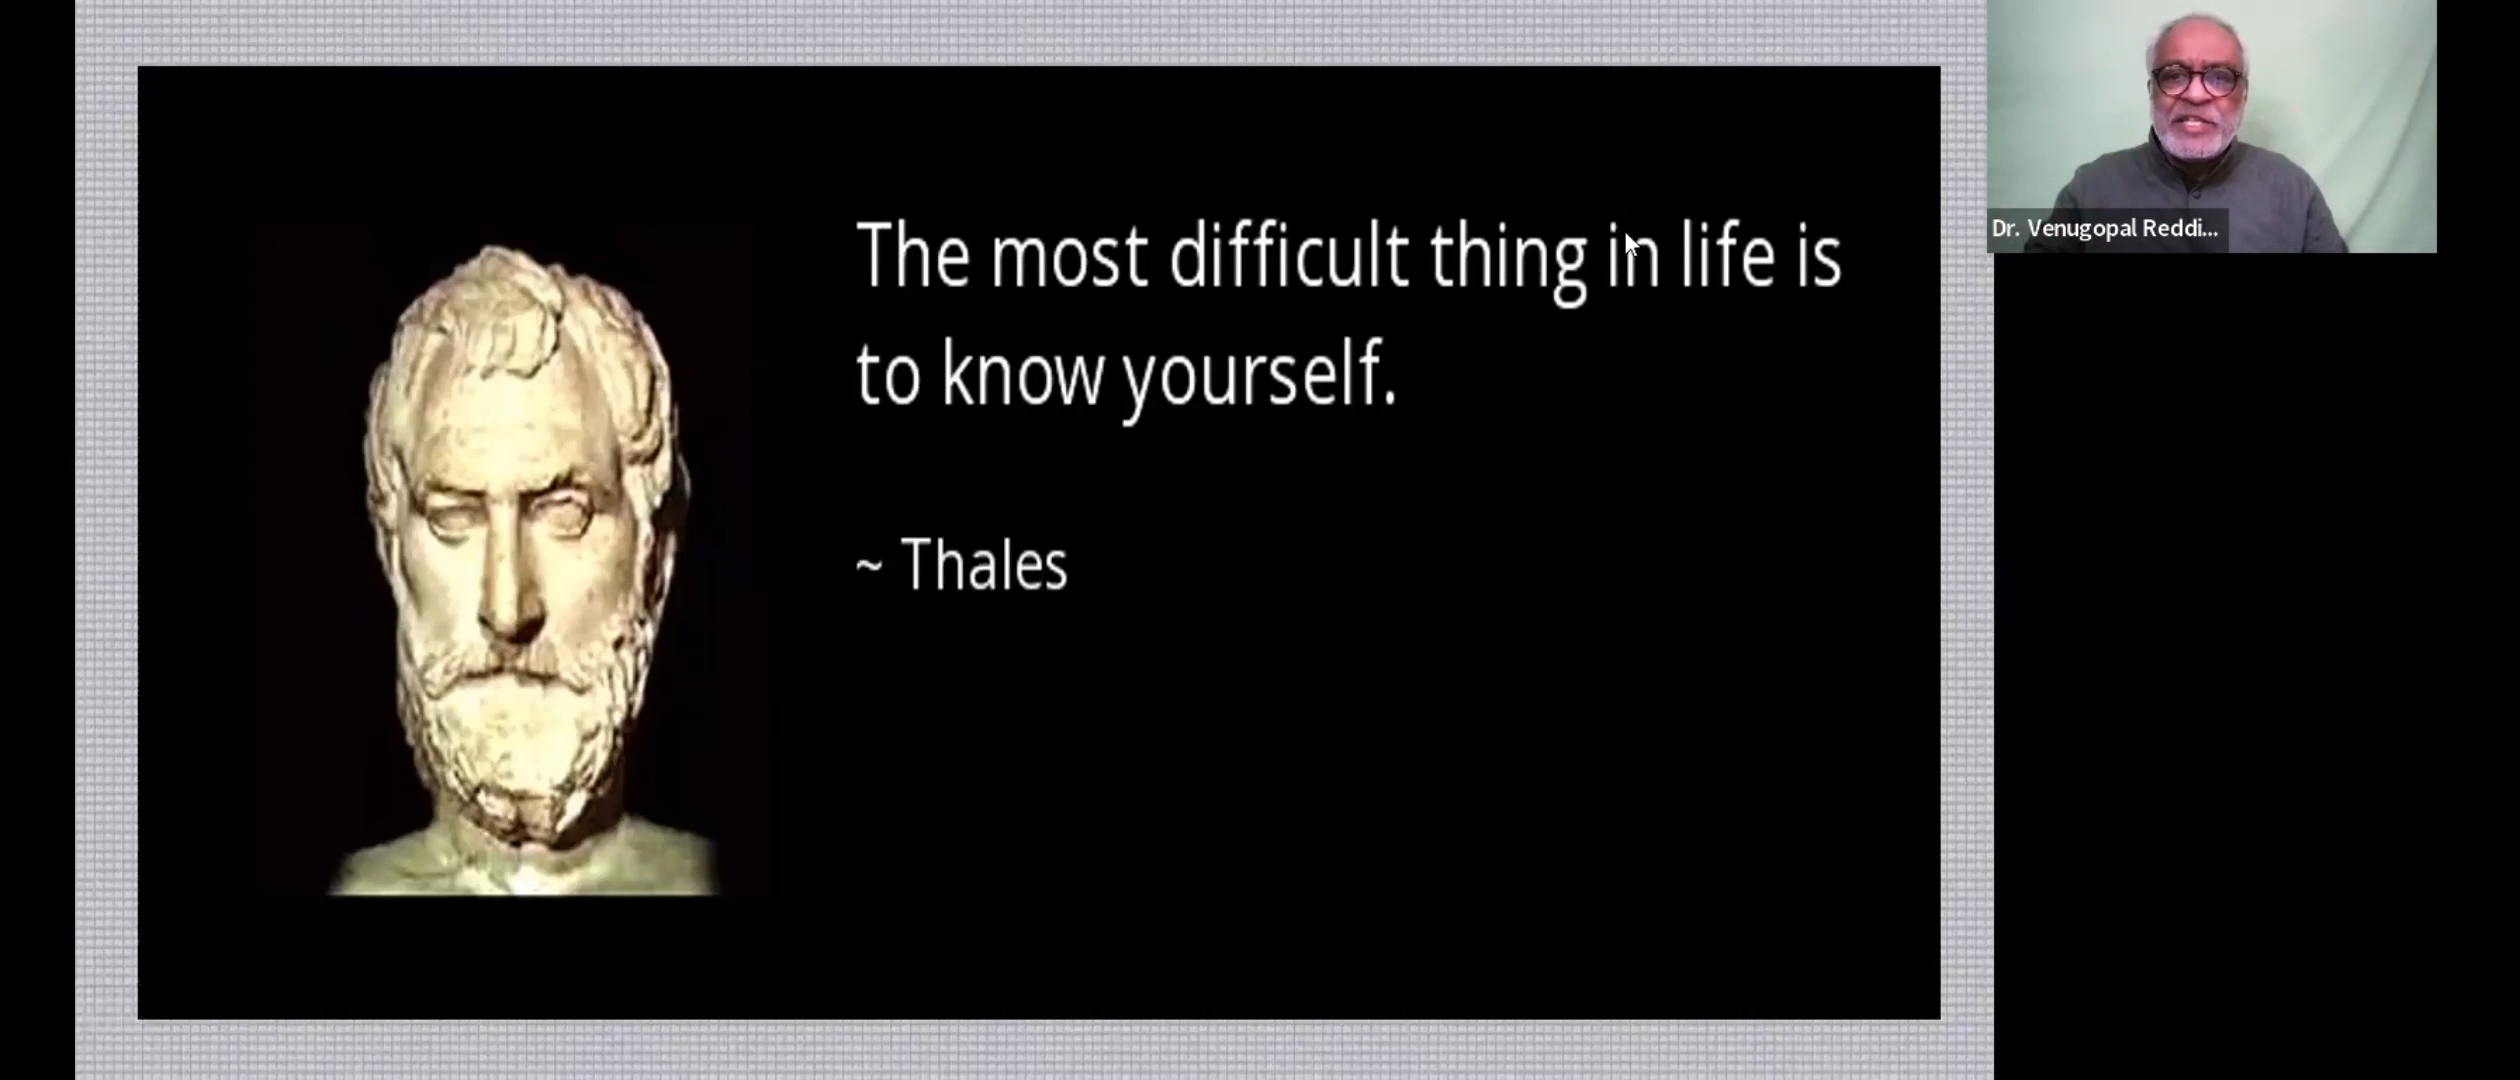 The most difficult thing in life is
to know yourself.
~ Thales
Dr. Venugopal Reddi...